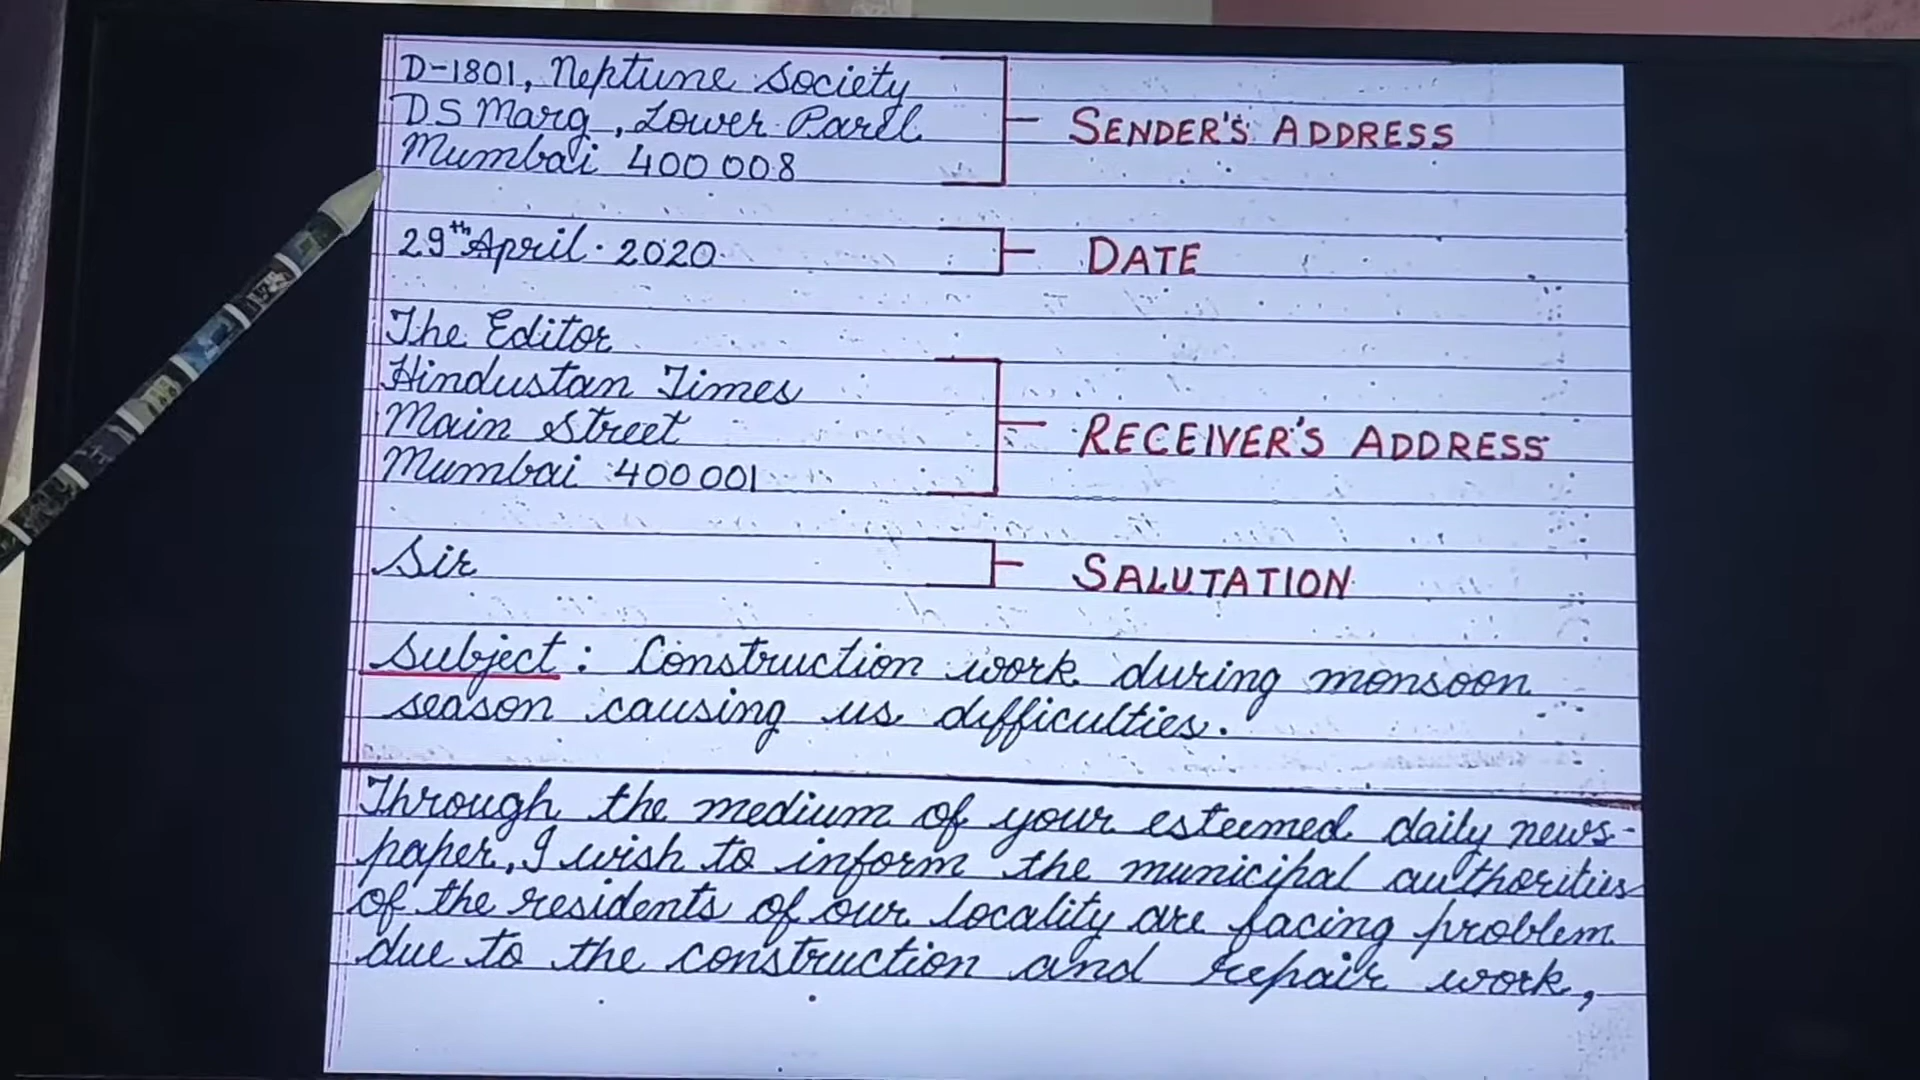 D-1801, Neptune Society
DS Marg, Lower Parel
Mumbai 400 008
SENDER'S ADDRESS
29th April 2020
DATE
The Editor
Hindustan Times
Main Street
Mumbai 400 001
RECEIVER'S ADDRESS
Sir
SALUTATION
Subject: Construction work during monsoon
season causing us difficulties.
Through the medium of your esteemed daily news-
paper, I wish to inform the municipal authorities
of the residents of our locality are facing problem
due to the construction and repair work,